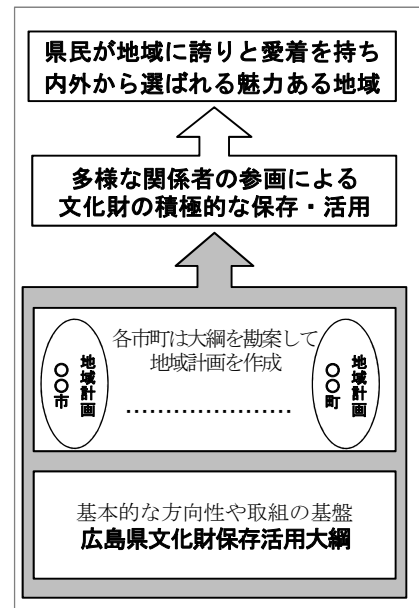 県民が地域に誇りと愛着を持ち
内外から選ばれる魅力ある地域
多様な関係者の参画による
文化財の積極的な保存・活用
各市町は大綱を勘案して
地域計画を作成
○○市
地域計画
……………………
○○町
地域計画
基本的な方向性や取組の基盤
広島県文化財保存活用大綱